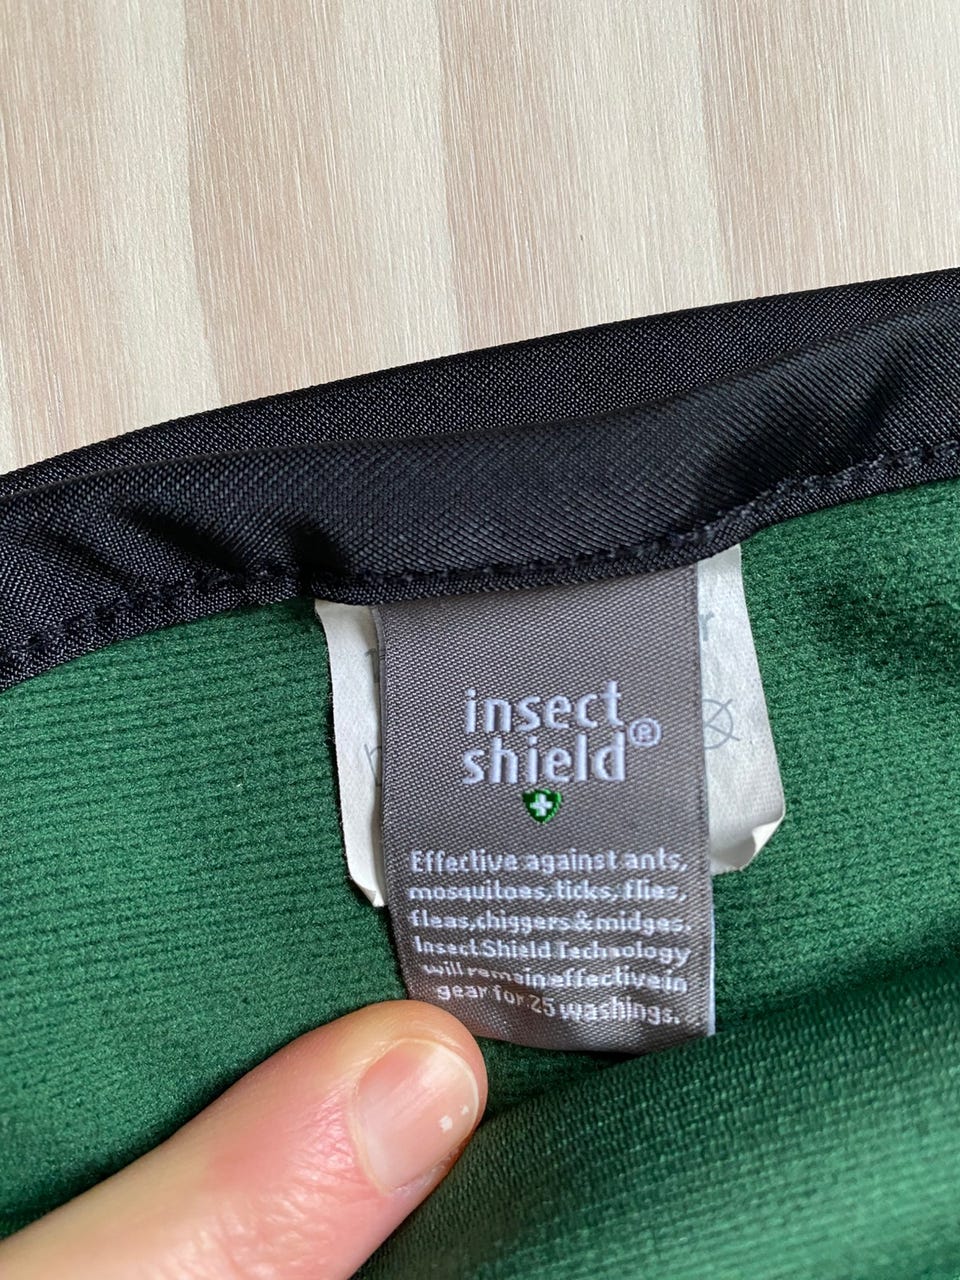 insect
shield®
Effective against ants,
mosquitoes, ticks, flies,
fleas, chiggers & midges.
Insect Shield Technology
will remain effective in
gear for 25 washings.